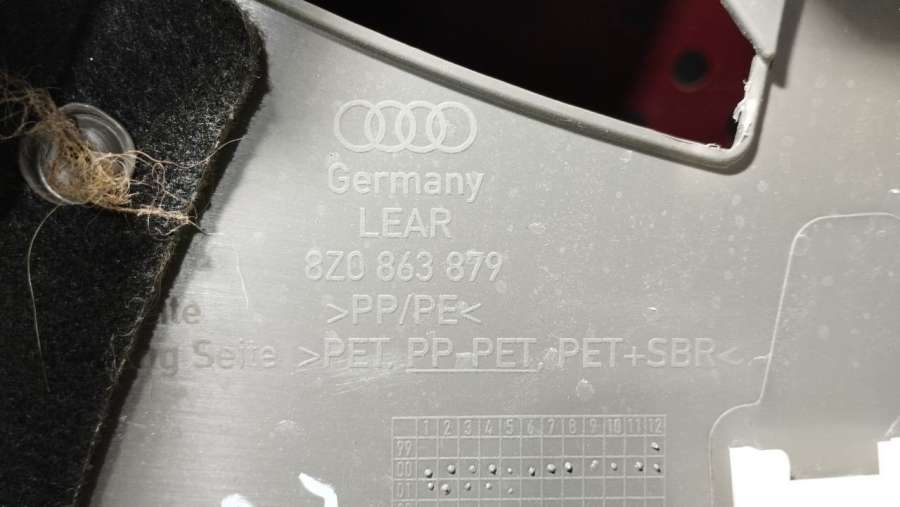 Germany
LEAR
8Z0 863 879
>PP/PE<
Seite >PET, PP-PET, PET+SBR<
1 2 3 4 5 6 7 8 9 10 11 12
99
00
01